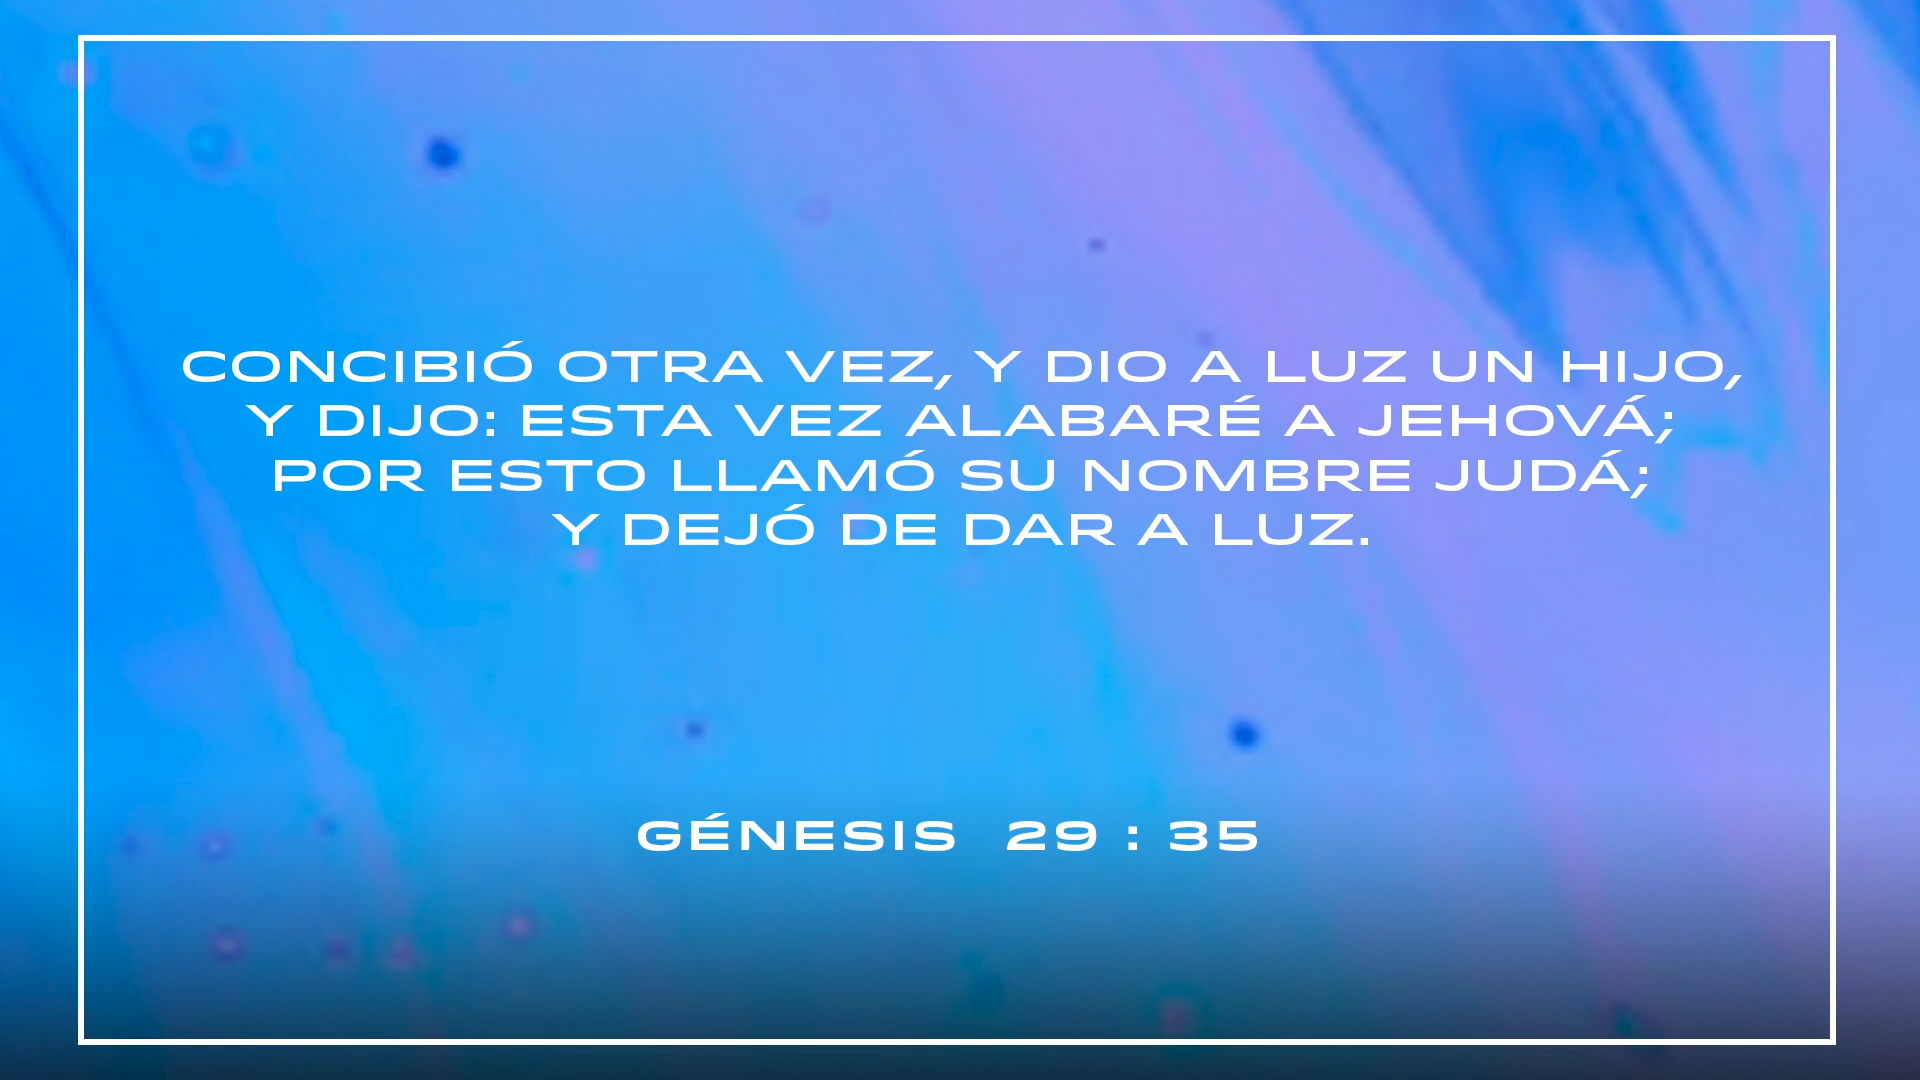 CONCIBIÓ OTRA VEZ, Y DIO A LUZ UN HIJO,
Y DIJO: ESTA VEZ ALABARÉ A JEHOVÁ;
POR ESTO LLAMÓ SU NOMBRE JUDÁ;
Y DEJÓ DE DAR A LUZ.
GÉNESIS 29 : 35